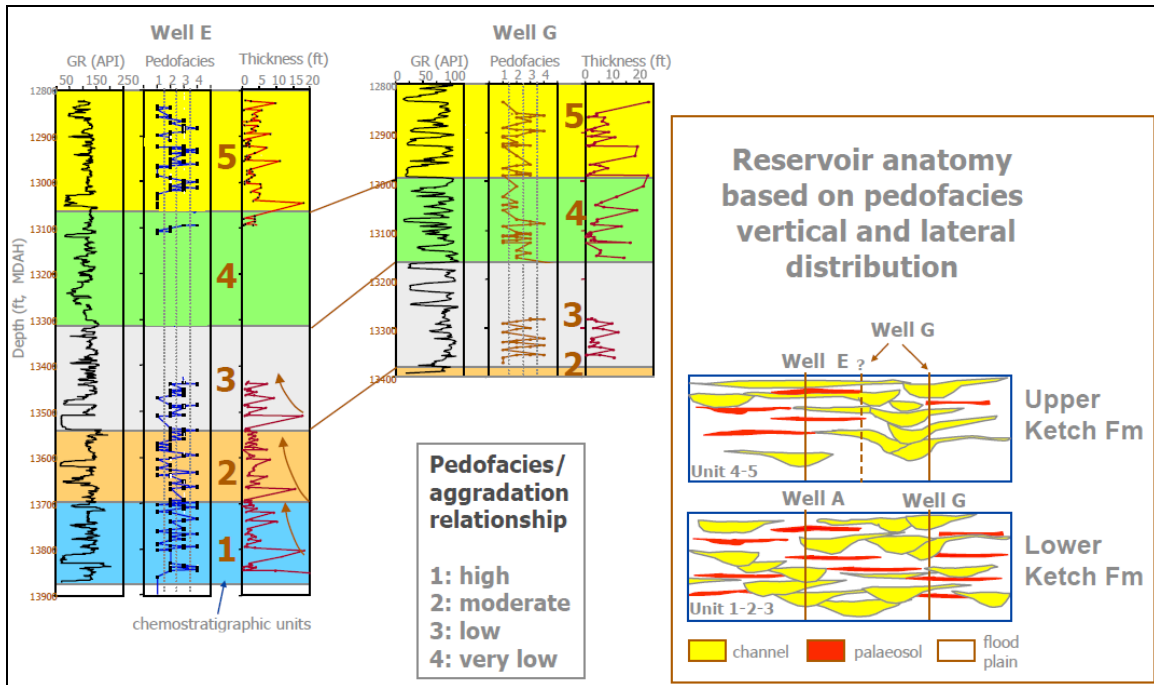 Well E
GR (API)
Pedofacies
Thickness (ft)
50 150 250
1 2 3 4
0 5 10 15 20
Depth (ft, MDAH)
12800
12900
13000
13100
13200
13300
13400
13500
13600
13700
13800
13900
5
4
3
2
1
chemostratigraphic units
Well G
GR (API)
Pedofacies
Thickness (ft)
0 50 100
1 2 3 4
0 10 20
12800
12900
13000
13100
13200
13300
13400
5
4
3
2
Pedofacies/
aggradation
relationship
1: high
2: moderate
3: low
4: very low
Reservoir anatomy
based on pedofacies
vertical and lateral
distribution
Well G
Well E ?
Upper
Ketch Fm
Unit 4-5
Well A
Well G
Lower
Ketch Fm
Unit 1-2-3
channel
palaeosol
flood
plain